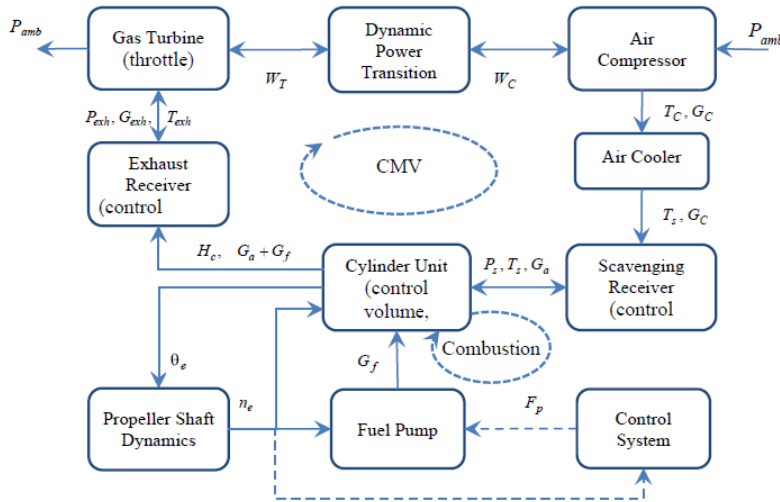 P_amb
Gas Turbine
(throttle)
W_T
Dynamic
Power
Transition
W_C
Air
Compressor
P_amb
P_exh, G_exh, T_exh
T_C, G_C
Exhaust
Receiver
(control
CMV
Air Cooler
T_s, G_C
H_c, G_a + G_f
Cylinder Unit
(control
volume,
P_s, T_s, G_a
Scavenging
Receiver
(control
Combustion
G_f
θ_e
n_e
Propeller Shaft
Dynamics
Fuel Pump
F_p
Control
System